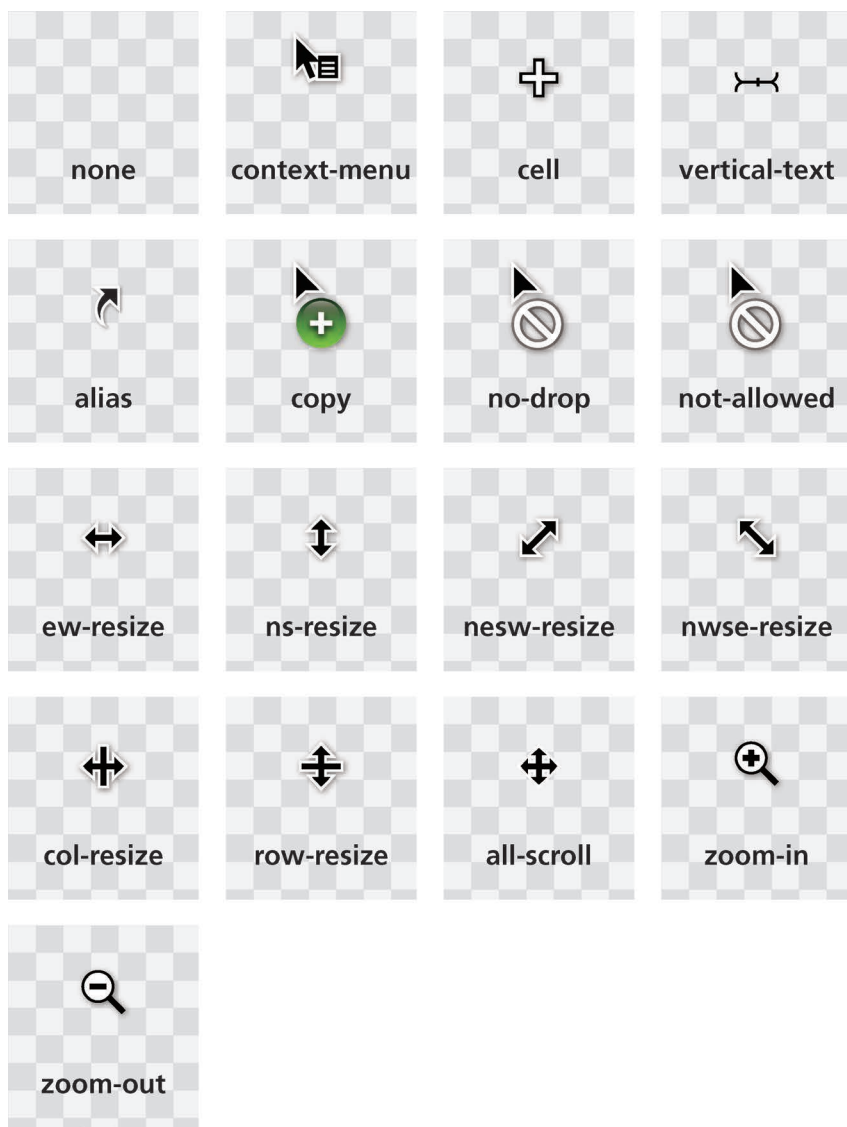 none
context-menu
cell
vertical-text
alias
copy
no-drop
not-allowed
ew-resize
ns-resize
nesw-resize
nwse-resize
col-resize
row-resize
all-scroll
zoom-in
zoom-out